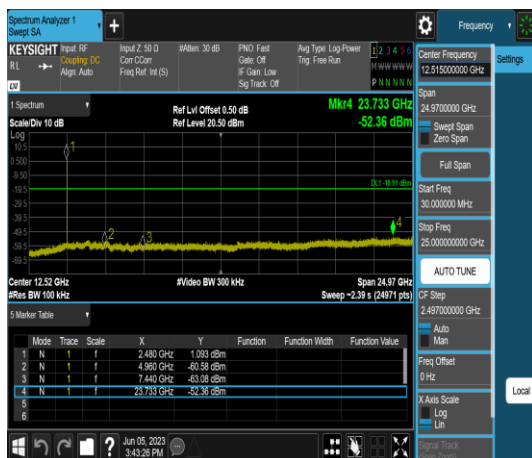 Spectrum Analyzer 1
Swept SA
Frequency
KEYSIGHT
R L
LXI
Input: RF
Coupling: DC
Align: Auto
Input Z: 50 Ω
Corr CCorr
Freq Ref: Int (S)
#Atten: 30 dB
PNO: Fast
Gate: Off
IF Gain: Low
Sig Track: Off
Avg Type: Log-Power
Trig: Free Run
1 2 3 4 5 6
M W W W W W
P N N N N N
1 Spectrum
Scale/Div 10 dB
Ref Lvl Offset 0.50 dB
Ref Level 20.50 dBm
Mkr4 23.733 GHz
-52.36 dBm
Log
10.5
0.500
-9.50
-19.5
-29.5
-39.5
-49.5
-59.5
-69.5
1
2
3
4
Center 12.52 GHz
#Res BW 100 kHz
#Video BW 300 kHz
Span 24.97 GHz
Sweep ~2.39 s (24971 pts)
5 Marker Table
Mode Trace Scale X Y Function Function Width Function Value
1 N 1 f 2.480 GHz 1.093 dBm
2 N 1 f 4.960 GHz -60.58 dBm
3 N 1 f 7.440 GHz -63.08 dBm
4 N 1 f 23.733 GHz -52.36 dBm
5
6
Jun 05, 2023
3:43:26 PM
Center Frequency
12.515000000 GHz
Settings
Span
24.9700000 GHz
Swept Span
Zero Span
Full Span
Start Freq
30.000000 MHz
Stop Freq
25.000000000 GHz
AUTO TUNE
CF Step
2.497000000 GHz
Auto
Man
Freq Offset
0 Hz
Local
X Axis Scale
Log
Lin
Signal Track